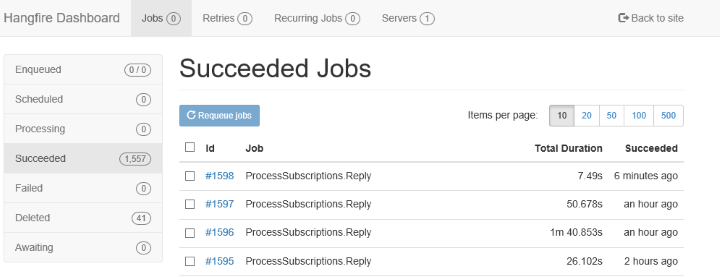 Hangfire Dashboard Jobs 0 Retries 0 Recurring Jobs 0 Servers 1 Back to site
Enqueued 0 / 0
Scheduled 0
Processing 0
Succeeded 1,557
Failed 0
Deleted 41
Awaiting 0
Succeeded Jobs
Requeue jobs Items per page: 10 20 50 100 500
Id Job Total Duration Succeeded
#1598 ProcessSubscriptions.Reply 7.49s 6 minutes ago
#1597 ProcessSubscriptions.Reply 50.678s an hour ago
#1596 ProcessSubscriptions.Reply 1m 40.853s an hour ago
#1595 ProcessSubscriptions.Reply 26.102s 2 hours ago